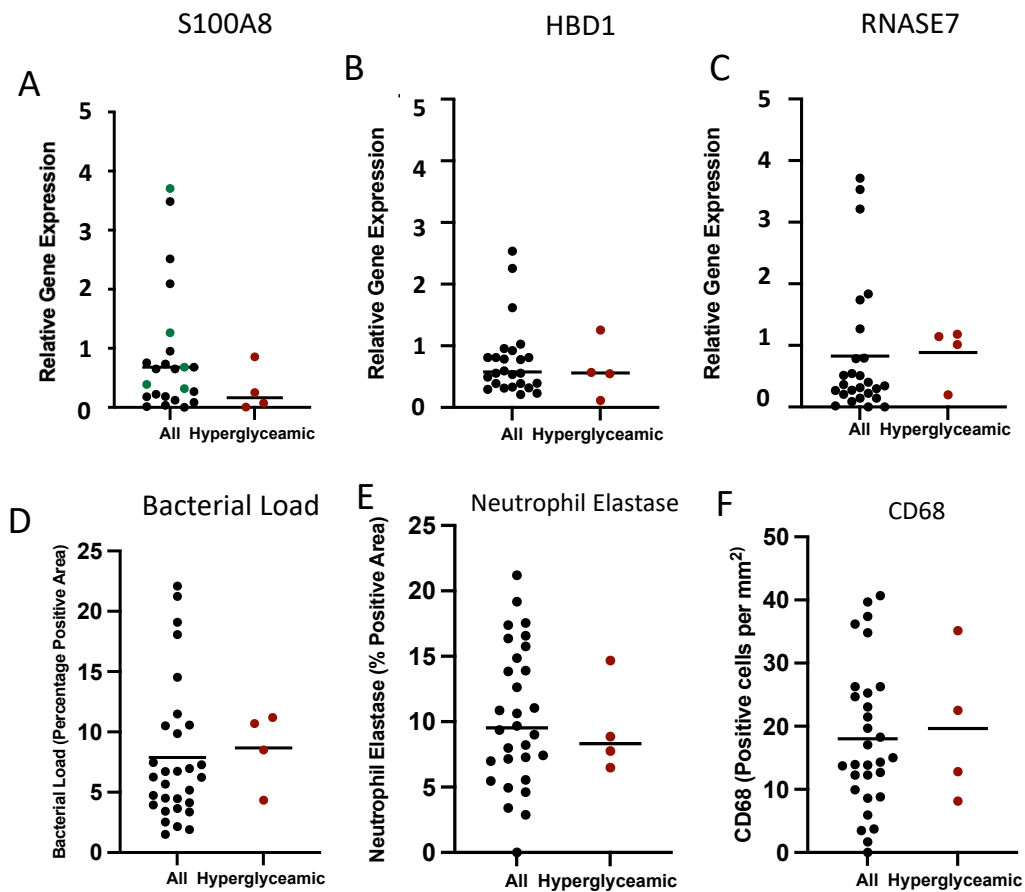 S100A8
HBD1
RNASE7
A
B
C
Relative Gene Expression
5
4
3
2
1
0
All Hyperglyceamic
Relative Gene Expression
5
4
3
2
1
0
All Hyperglyceamic
Relative Gene Expression
5
4
3
2
1
0
All Hyperglyceamic
D
Bacterial Load
E
Neutrophil Elastase
F
CD68
Bacterial Load (Percentage Positive Area)
25
20
15
10
5
0
All Hyperglyceamic
Neutrophil Elastase (% Positive Area)
25
20
15
10
5
0
All Hyperglyceamic
CD68 (Positive cells per mm²)
50
40
30
20
10
0
All Hyperglyceamic